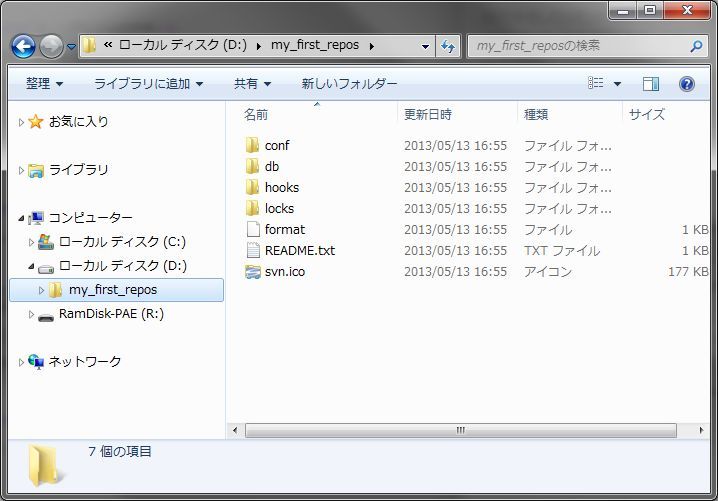 « ローカル ディスク (D:) ▸ my_first_repos ▸
my_first_reposの検索
整理 ライブラリに追加 共有 新しいフォルダー
お気に入り
ライブラリ
コンピューター
ローカル ディスク (C:)
ローカル ディスク (D:)
my_first_repos
RamDisk-PAE (R:)
ネットワーク
名前 更新日時 種類 サイズ
conf 2013/05/13 16:55 ファイル フォ...
db 2013/05/13 16:55 ファイル フォ...
hooks 2013/05/13 16:55 ファイル フォ...
locks 2013/05/13 16:55 ファイル フォ...
format 2013/05/13 16:55 ファイル 1 KB
README.txt 2013/05/13 16:55 TXT ファイル 1 KB
svn.ico 2013/05/13 16:55 アイコン 177 KB
7 個の項目